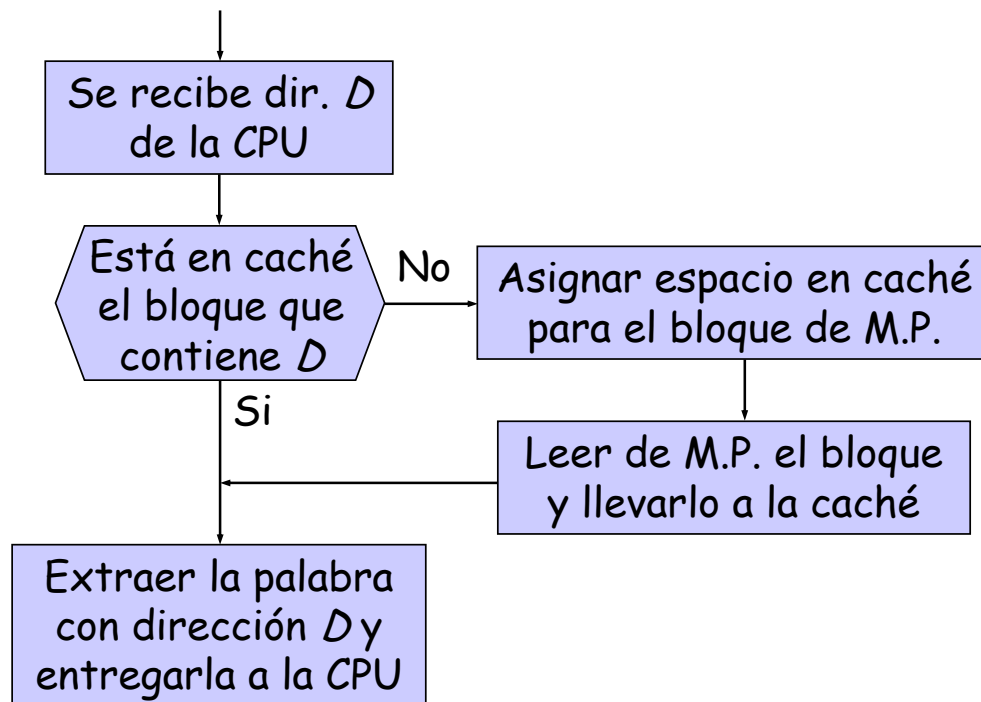 Se recibe dir. D
de la CPU
Está en caché
el bloque que
contiene D
No
Asignar espacio en caché
para el bloque de M.P.
Si
Leer de M.P. el bloque
y llevarlo a la caché
Extraer la palabra
con dirección D y
entregarla a la CPU